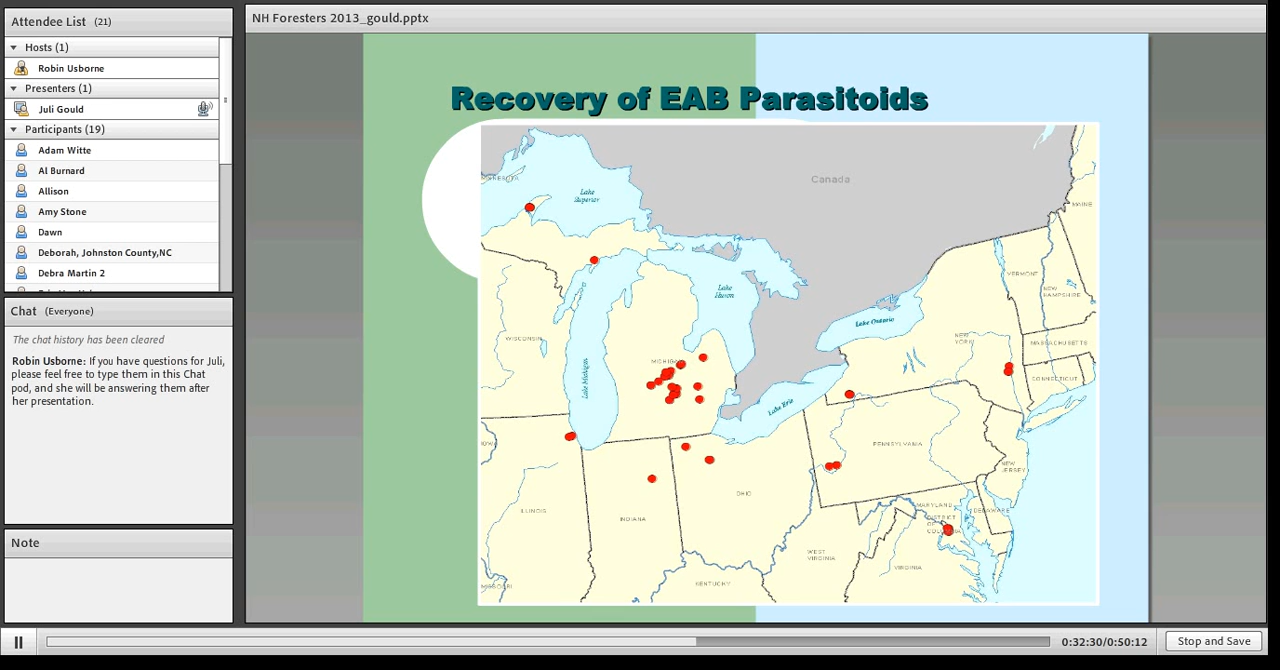 Attendee List (21)
Hosts (1)
Robin Usborne
Presenters (1)
Juli Gould
Participants (19)
Adam Witte
Al Burnard
Allison
Amy Stone
Dawn
Deborah, Johnston County,NC
Debra Martin 2
Chat (Everyone)
The chat history has been cleared
Robin Usborne: If you have questions for Juli,
please feel free to type them in this Chat
pod, and she will be answering them after
her presentation.
Note
NH Foresters 2013_gould.pptx
Recovery of EAB Parasitoids
Canada
MINNESOTA
Lake
Superior
MAINE
VERMONT
NEW
HAMPSHIRE
Lake
Huron
Lake Ontario
WISCONSIN
NEW
YORK
MASSACHUSETTS
MICHIGAN
Lake Michigan
CONNECTICUT
Lake Erie
IOWA
PENNSYLVANIA
NEW
JERSEY
OHIO
ILLINOIS
INDIANA
MARYLAND
DELAWARE
DISTRICT
OF
COLUMBIA
WEST
VIRGINIA
VIRGINIA
KENTUCKY
MISSOURI
0:32:30/0:50:12
Stop and Save